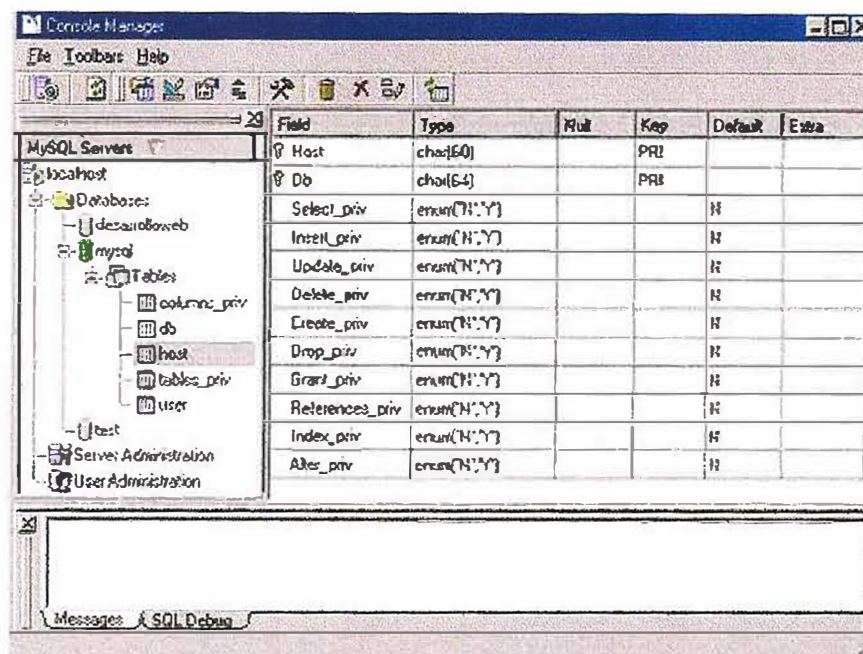 Console Manager
File Toolbars Help
MySQL Servers
localhost
Databases
desarrolloweb
mysql
Tables
columns_priv
db
host
tables_priv
user
test
Server Administration
User Administration
Field Type Null Key Default Extra
Host char(60) PRI
Db char(64) PRI
Select_priv enum('N','Y') N
Insert_priv enum('N','Y') N
Update_priv enum('N','Y') N
Delete_priv enum('N','Y') N
Create_priv enum('N','Y') N
Drop_priv enum('N','Y') N
Grant_priv enum('N','Y') N
References_priv enum('N','Y') N
Index_priv enum('N','Y') N
Alter_priv enum('N','Y') N
Messages SQL Debug